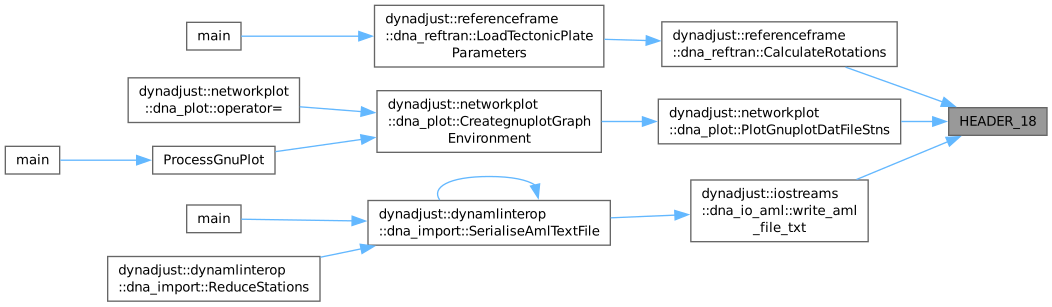 main
dynadjust::referenceframe
::dna_reftran::LoadTectonicPlate
Parameters
dynadjust::referenceframe
::dna_reftran::CalculateRotations
dynadjust::networkplot
::dna_plot::operator=
dynadjust::networkplot
::dna_plot::CreategnuplotGraph
Environment
dynadjust::networkplot
::dna_plot::PlotGnuplotDatFileStns
HEADER_18
main
ProcessGnuPlot
main
dynadjust::dynamlinterop
::dna_import::SerialiseAmlTextFile
dynadjust::iostreams
::dna_io_aml::write_aml
_file_txt
dynadjust::dynamlinterop
::dna_import::ReduceStations